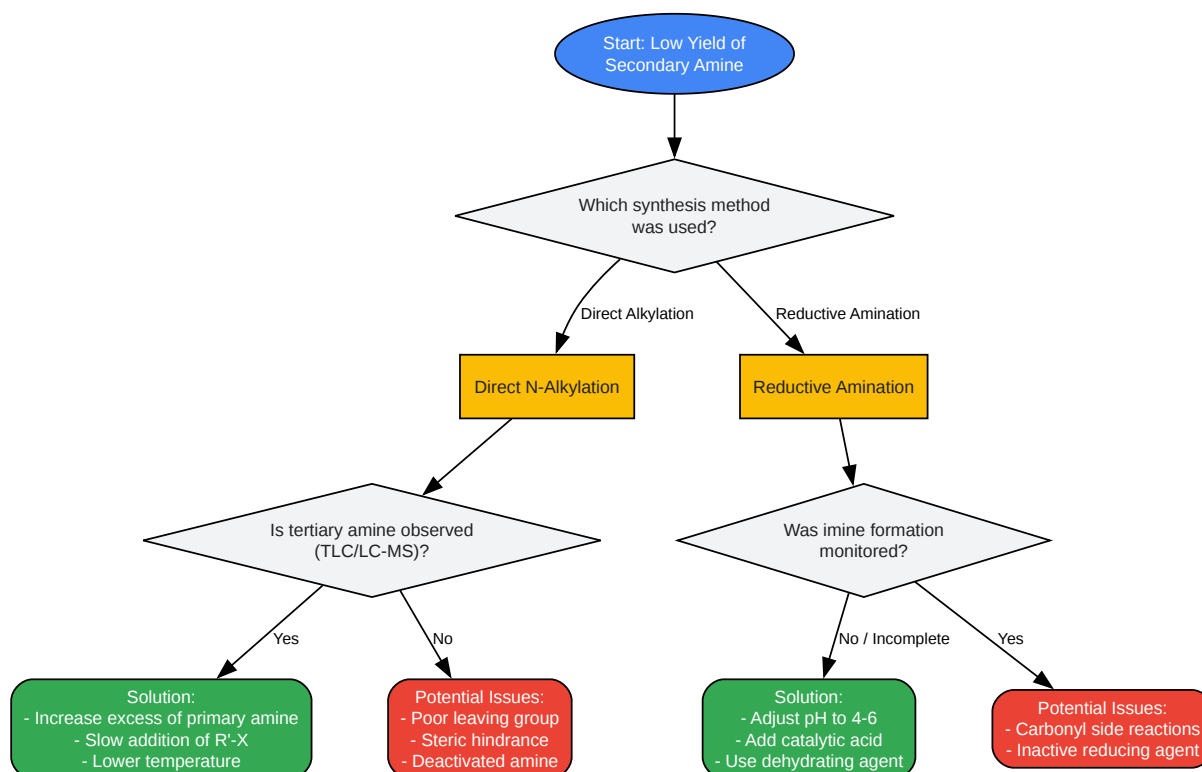 Start: Low Yield of
Secondary Amine
Which synthesis method
was used?
Direct Alkylation
Reductive Amination
Direct N-Alkylation
Reductive Amination
Is tertiary amine observed
(TLC/LC-MS)?
Was imine formation
monitored?
Yes
No
No / Incomplete
Yes
Solution:
- Increase excess of primary amine
- Slow addition of R'-X
- Lower temperature
Potential Issues:
- Poor leaving group
- Steric hindrance
- Deactivated amine
Solution:
- Adjust pH to 4-6
- Add catalytic acid
- Use dehydrating agent
Potential Issues:
- Carbonyl side reactions
- Inactive reducing agent